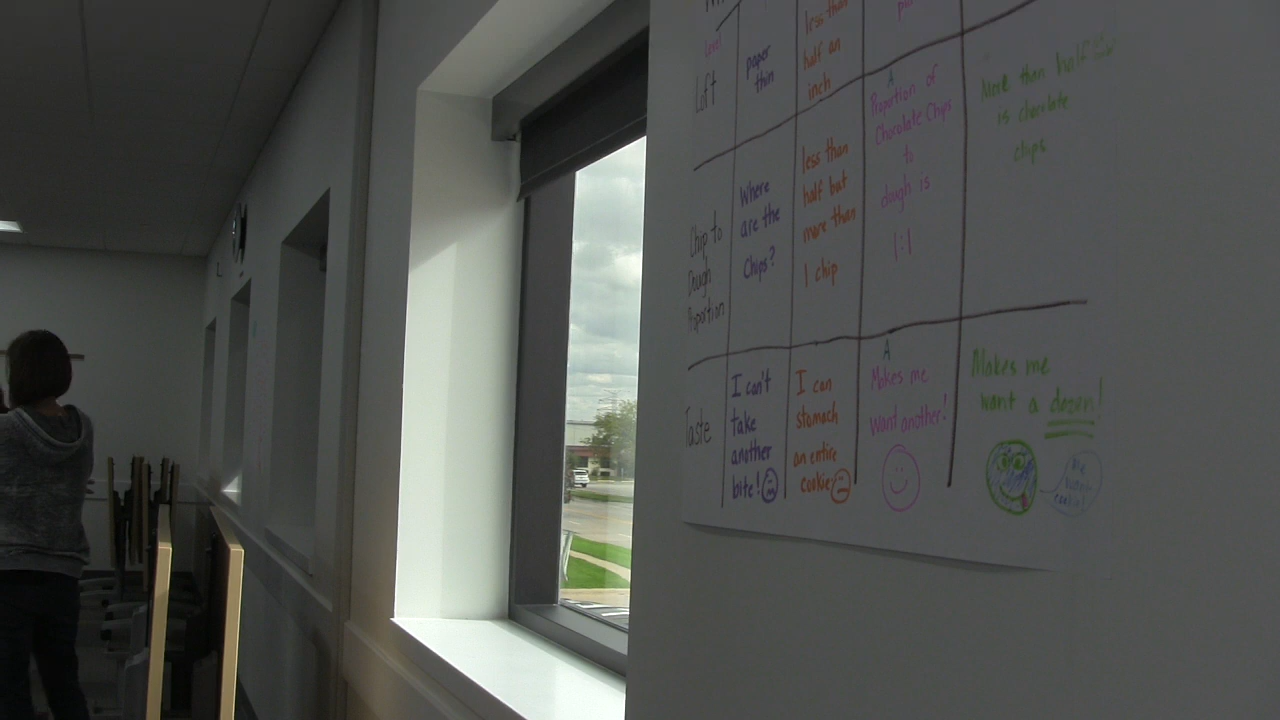 less than
half an
inch
Loft
paper
thin
Chip to
Dough
Proportion
Where
are the
Chips?
less than
half but
more than
1 chip
A
Proportion of
Chocolate Chips
to
dough is
1:1
More than half
is chocolate
chips
Taste
I can't
take
another
bite!
I can
stomach
an entire
cookie
A
Makes me
Want another!
Makes me
want a dozen!